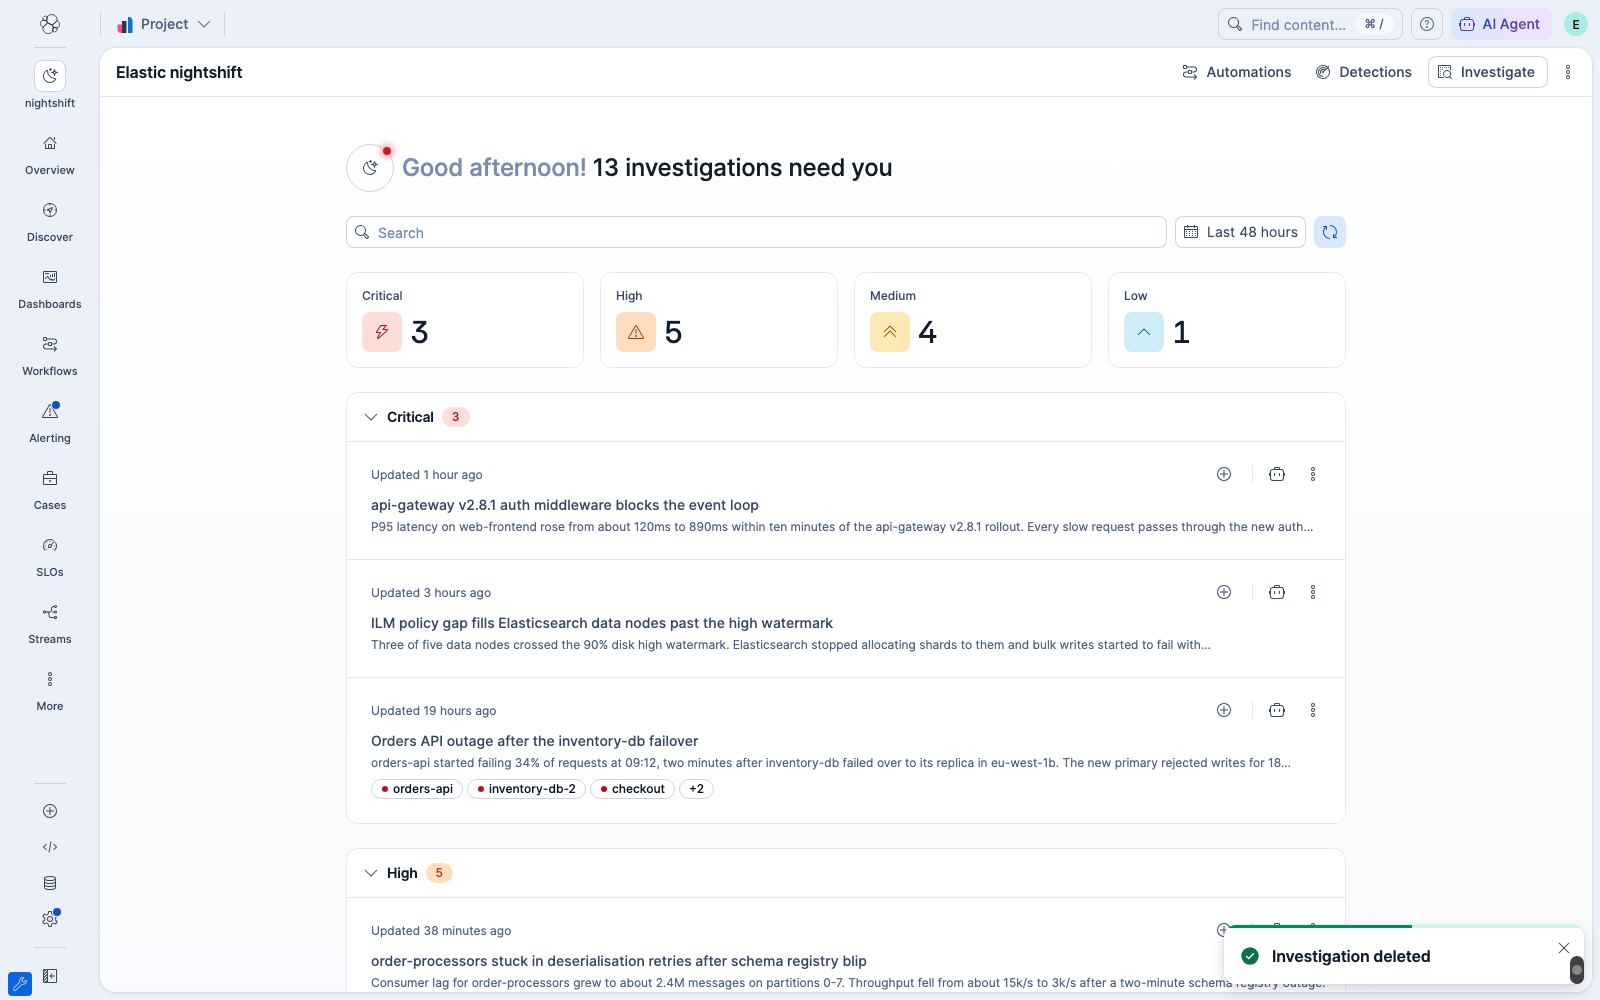 Project
Find content...
⌘ /
AI Agent
E
nightshift
Overview
Discover
Dashboards
Workflows
Alerting
Cases
SLOs
Streams
More
Elastic nightshift
Automations
Detections
Investigate
Good afternoon! 13 investigations need you
Search
Last 48 hours
Critical
3
High
5
Medium
4
Low
1
Critical 3
Updated 1 hour ago
api-gateway v2.8.1 auth middleware blocks the event loop
P95 latency on web-frontend rose from about 120ms to 890ms within ten minutes of the api-gateway v2.8.1 rollout. Every slow request passes through the new auth...
Updated 3 hours ago
ILM policy gap fills Elasticsearch data nodes past the high watermark
Three of five data nodes crossed the 90% disk high watermark. Elasticsearch stopped allocating shards to them and bulk writes started to fail with...
Updated 19 hours ago
Orders API outage after the inventory-db failover
orders-api started failing 34% of requests at 09:12, two minutes after inventory-db failed over to its replica in eu-west-1b. The new primary rejected writes for 18...
orders-api inventory-db-2 checkout +2
High 5
Updated 38 minutes ago
order-processors stuck in deserialisation retries after schema registry blip
Consumer lag for order-processors grew to about 2.4M messages on partitions 0-7. Throughput fell from about 15k/s to 3k/s after a two-minute schema registry outage.
Investigation deleted